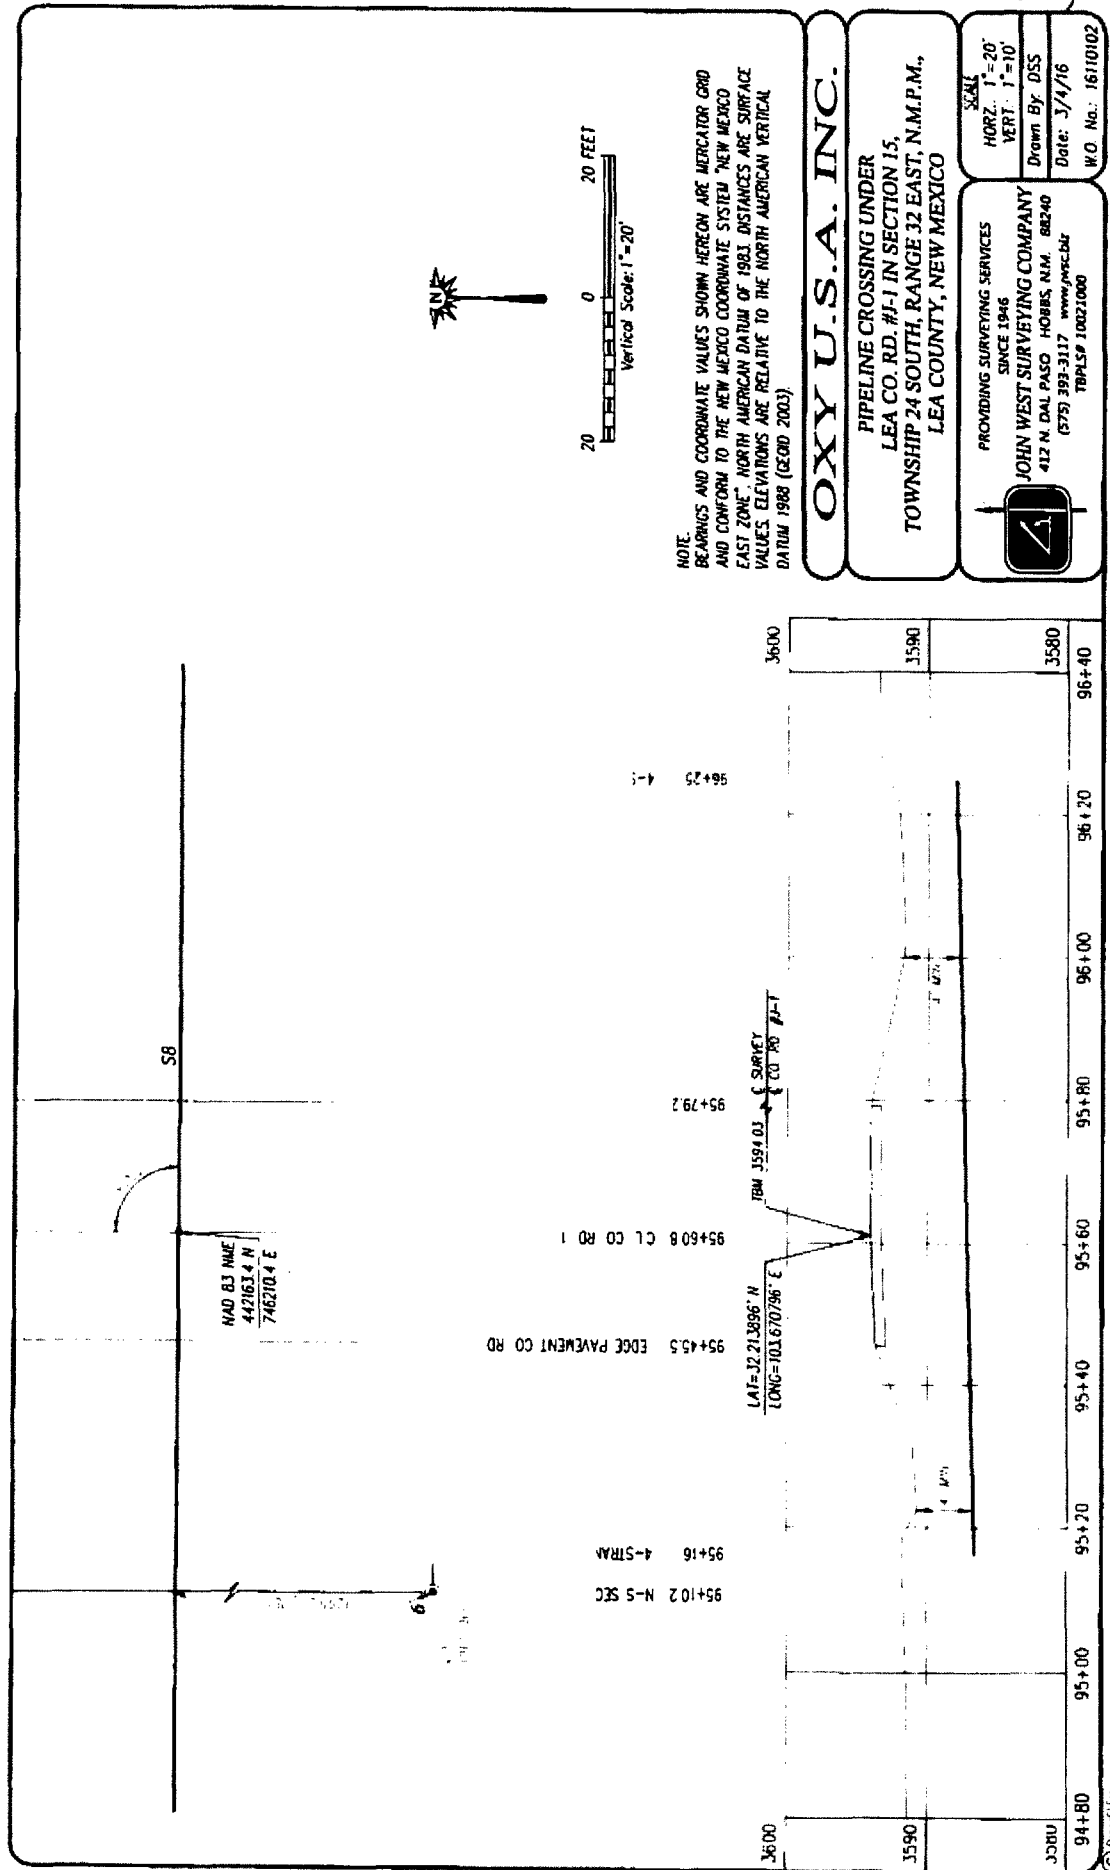 S8
NAD 83 NME
442163.4 N
746210.4 E
95+10.2 N-S SEC
95+16
95+45.5 EDGE PAVEMENT CO RD
95+60.8 CL CO RD 1
95+79.2
96+25
20 0 20 FEET
Vertical Scale: 1"=20'
NOTE:
BEARINGS AND COORDINATE VALUES SHOWN HEREON ARE MERCATOR GRID
AND CONFORM TO THE NEW MEXICO COORDINATE SYSTEM "NEW MEXICO
EAST ZONE", NORTH AMERICAN DATUM OF 1983. DISTANCES ARE SURFACE
VALUES. ELEVATIONS ARE RELATIVE TO THE NORTH AMERICAN VERTICAL
DATUM 1988 (GEOID 2003).
LAT=32.213896° N
LONG=103.670796° E
TBM 3594.03
SURVEY
CO RD #J-1
3600
3590
3600
3590
3580
94+80 95+00 95+20 95+40 95+60 95+80 96+00 96+20 96+40
OXY U.S.A. INC.
PIPELINE CROSSING UNDER
LEA CO. RD. #J-1 IN SECTION 15,
TOWNSHIP 24 SOUTH, RANGE 32 EAST, N.M.P.M.,
LEA COUNTY, NEW MEXICO
PROVIDING SURVEYING SERVICES
SINCE 1946
JOHN WEST SURVEYING COMPANY
412 N. DAL PASO HOBBS, N.M. 88240
(575) 393-3117 www.jwsc.biz
TBPLS# 10021000
SCALE
HORZ.: 1"=20'
VERT.: 1"=10'
Drawn By: DSS
Date: 3/4/16
W.O. No.: 16110102